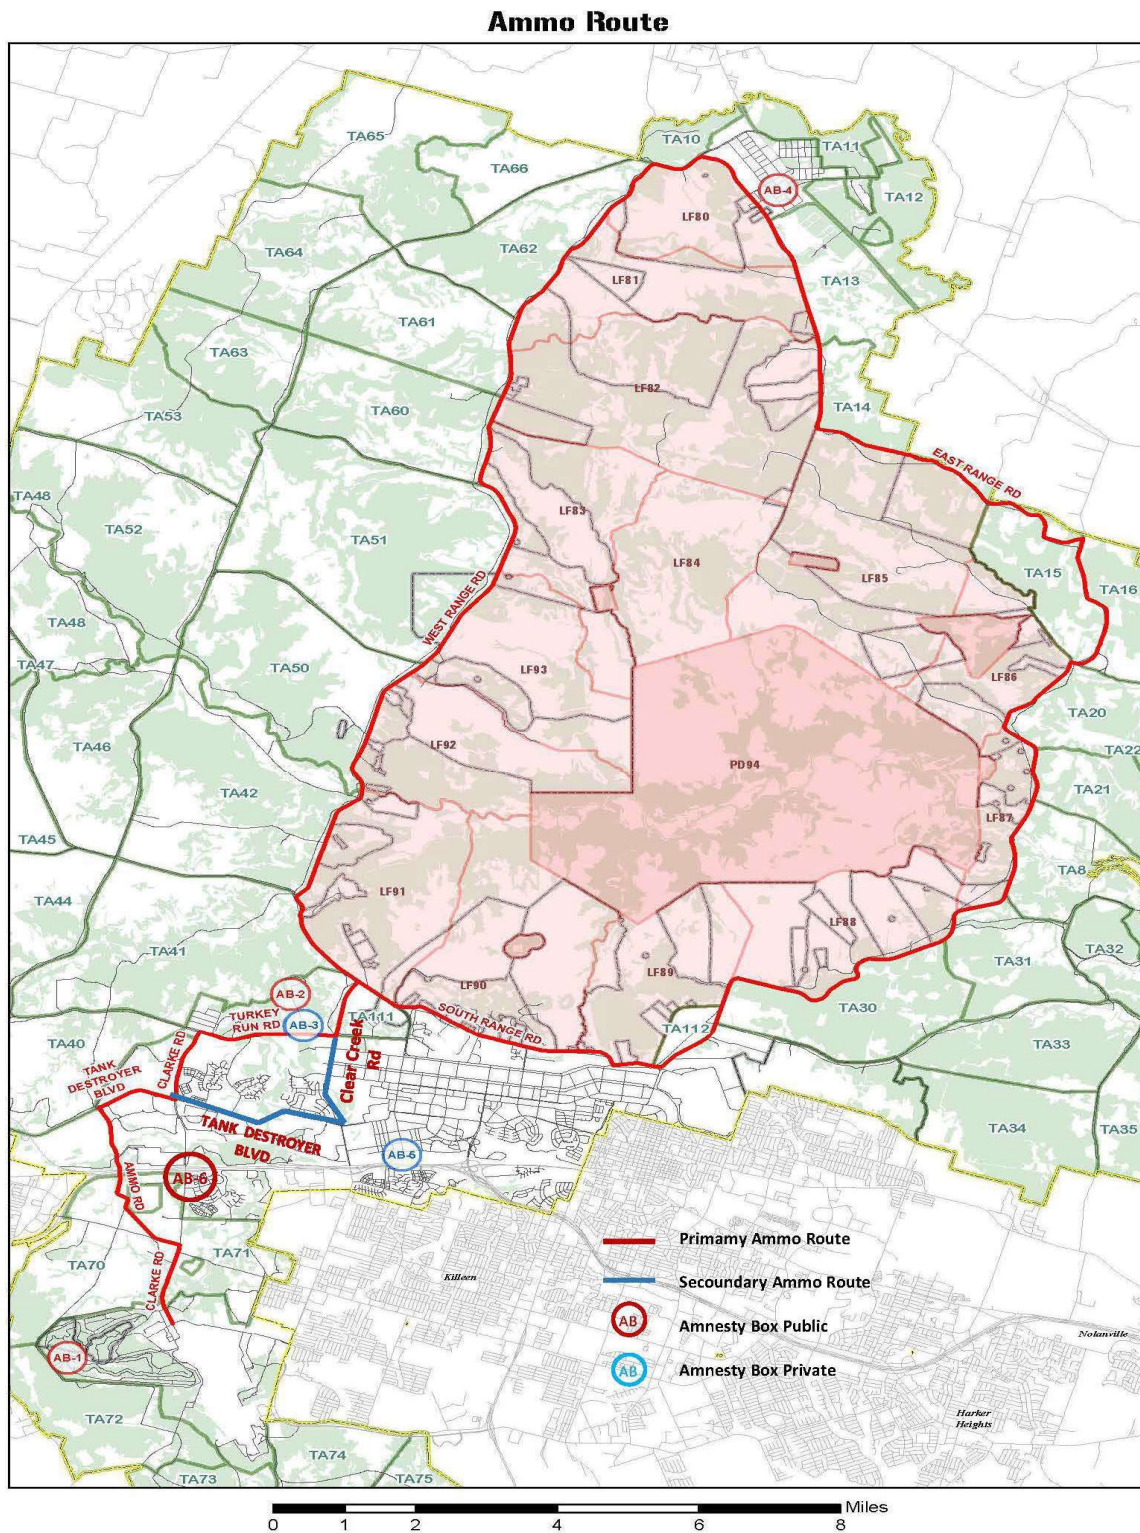 Ammo Route
TA65
TA66
TA10
TA11
AB-4
TA12
LF80
TA64
TA62
LF81
TA13
TA61
TA63
LF82
TA53
TA60
TA14
EAST RANGE RD
TA48
TA52
TA51
LF83
LF84
LF85
TA15
TA16
WEST RANGE RD
TA48
TA47
TA50
LF93
LF86
TA20
TA46
LF92
TA22
PD94
TA42
TA21
LF87
TA45
TA8
LF91
TA44
LF88
TA41
TA32
TA31
LF89
LF90
AB-2
TURKEY
RUN RD
AB-3
TA111
SOUTH RANGE RD
TA30
TA112
TA40
TA33
CLARKE RD
TANK
DESTROYER
BLVD
Clear Creek
Rd
TANK DESTROYER
BLVD
TA34
TA35
AB-5
AB-6
AMMO RD
TA71
TA70
CLARKE RD
Primamy Ammo Route
Killeen
Secoundary Ammo Route
AB
Amnesty Box Public
Nolanville
AB-1
AB
Amnesty Box Private
TA72
Harker
Heights
TA74
TA73
TA75
Miles
0 1 2 4 6 8